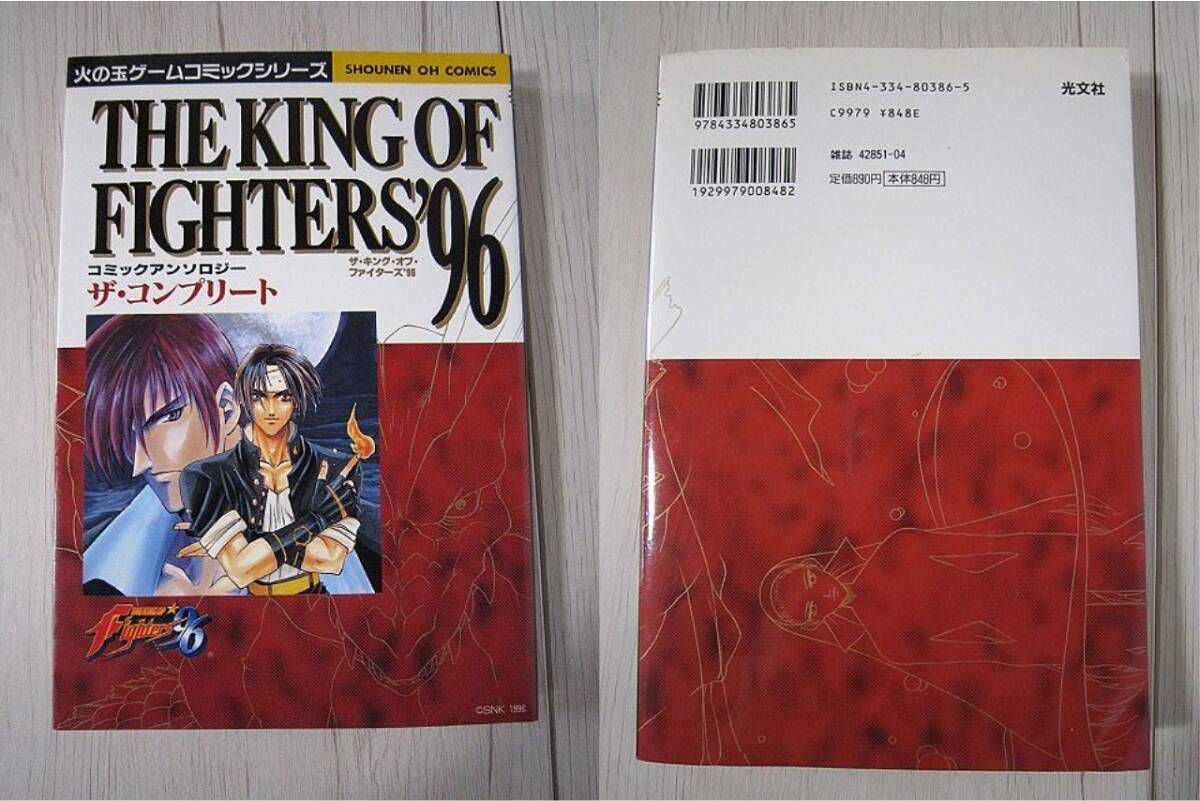 火の玉ゲームコミックシリーズ SHOUNEN OH COMICS
THE KING OF
FIGHTERS'96
コミックアンソロジー
ザ・キング・オブ・
ファイターズ'96
ザ・コンプリート
THE KING OF
Fighters '96
©SNK 1996
9784334803865
ISBN4-334-80386-5
光文社
C9979 ¥848E
1929979008482
雑誌 42851-04
定価890円 本体848円